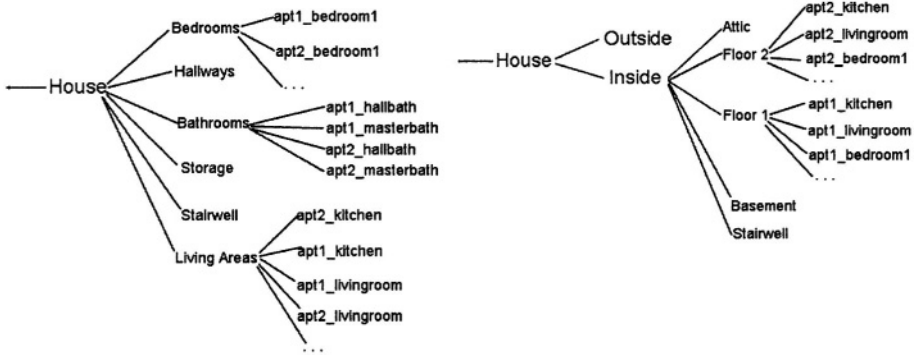 House
Bedrooms
apt1_bedroom1
apt2_bedroom1
. . .
Hallways
Bathrooms
apt1_hallbath
apt1_masterbath
apt2_hallbath
apt2_masterbath
Storage
Stairwell
Living Areas
apt2_kitchen
apt1_kitchen
apt1_livingroom
apt2_livingroom
. . .
House
Outside
Inside
Attic
Floor 2
apt2_kitchen
apt2_livingroom
apt2_bedroom1
. . .
Floor 1
apt1_kitchen
apt1_livingroom
apt1_bedroom1
. . .
Basement
Stairwell